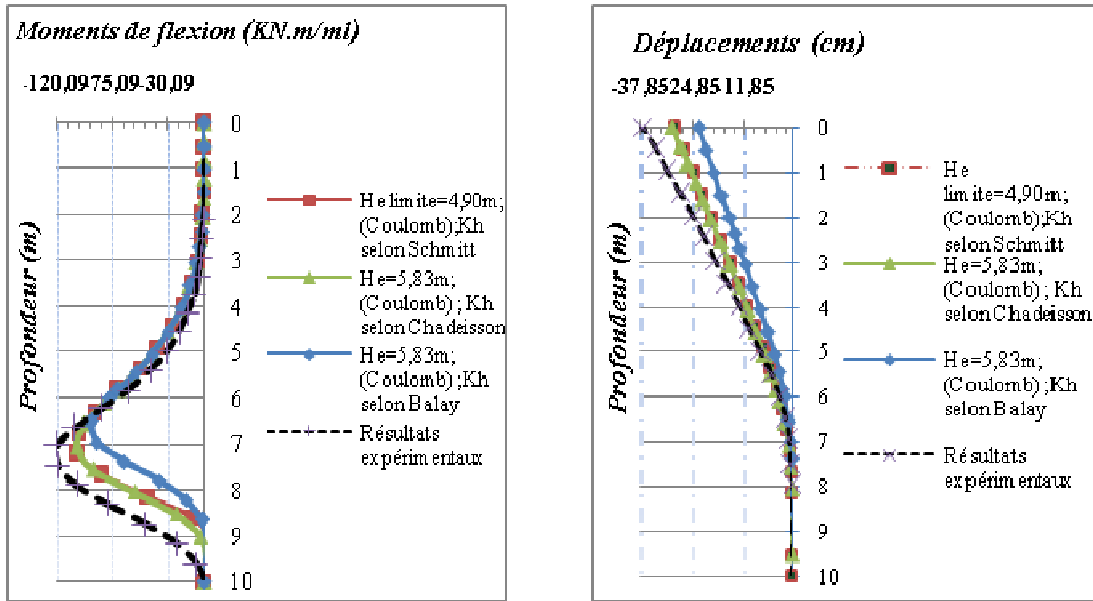 Moments de flexion (KN.m/ml)
-120,0975,09-30,09
Profondeur (m)
0
1
2
3
4
5
6
7
8
9
10
He limite=4,90m;
(Coulomb);Kh
selon Schmitt
He=5,83m;
(Coulomb) ; Kh
selon Chadeisson
He=5,83m;
(Coulomb) ;Kh
selon Balay
Résultats
expérimentaux
Déplacements (cm)
-37,8524,85-11,85
Profondeur (m)
0
1
2
3
4
5
6
7
8
9
10
He
limite=4,90m;
(Coulomb);Kh
selon Schmitt
He=5,83m;
(Coulomb) ; Kh
selon Chadeisson
He=5,83m;
(Coulomb) ;Kh
selon Balay
Résultats
expérimentaux